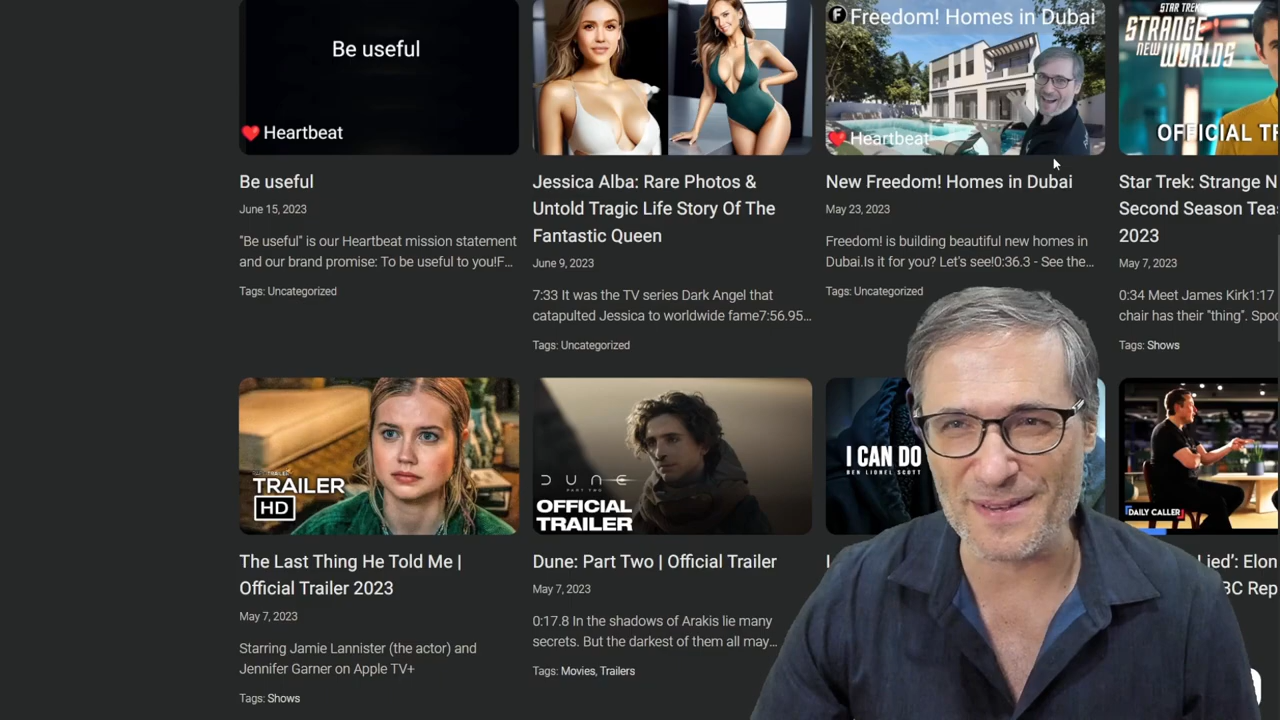 Be useful
Heartbeat
Be useful
June 15, 2023
"Be useful" is our Heartbeat mission statement
and our brand promise: To be useful to you!F...
Tags: Uncategorized
Jessica Alba: Rare Photos &
Untold Tragic Life Story Of The
Fantastic Queen
June 9, 2023
7:33 It was the TV series Dark Angel that
catapulted Jessica to worldwide fame7:56.95...
Tags: Uncategorized
F Freedom! Homes in Dubai
Heartbeat
New Freedom! Homes in Dubai
May 23, 2023
Freedom! is building beautiful new homes in
Dubai.Is it for you? Let's see!0:36.3 - See the...
Tags: Uncategorized
STAR TREK
STRANGE
NEW WORLDS
OFFICIAL T
Star Trek: Strange N
Second Season Tea
2023
May 7, 2023
0:34 Meet James Kirk1:17
chair has their "thing". Spo
Tags: Shows
TRAILER
HD
The Last Thing He Told Me |
Official Trailer 2023
May 7, 2023
Starring Jamie Lannister (the actor) and
Jennifer Garner on Apple TV+
Tags: Shows
DUNE
PART TWO
OFFICIAL
TRAILER
Dune: Part Two | Official Trailer
May 7, 2023
0:17.8 In the shadows of Arakis lie many
secrets. But the darkest of them all may...
Tags: Movies, Trailers
I CAN DO
BEN LIONEL SCOTT
DAILY CALLER
ied': Elon
BC Rep